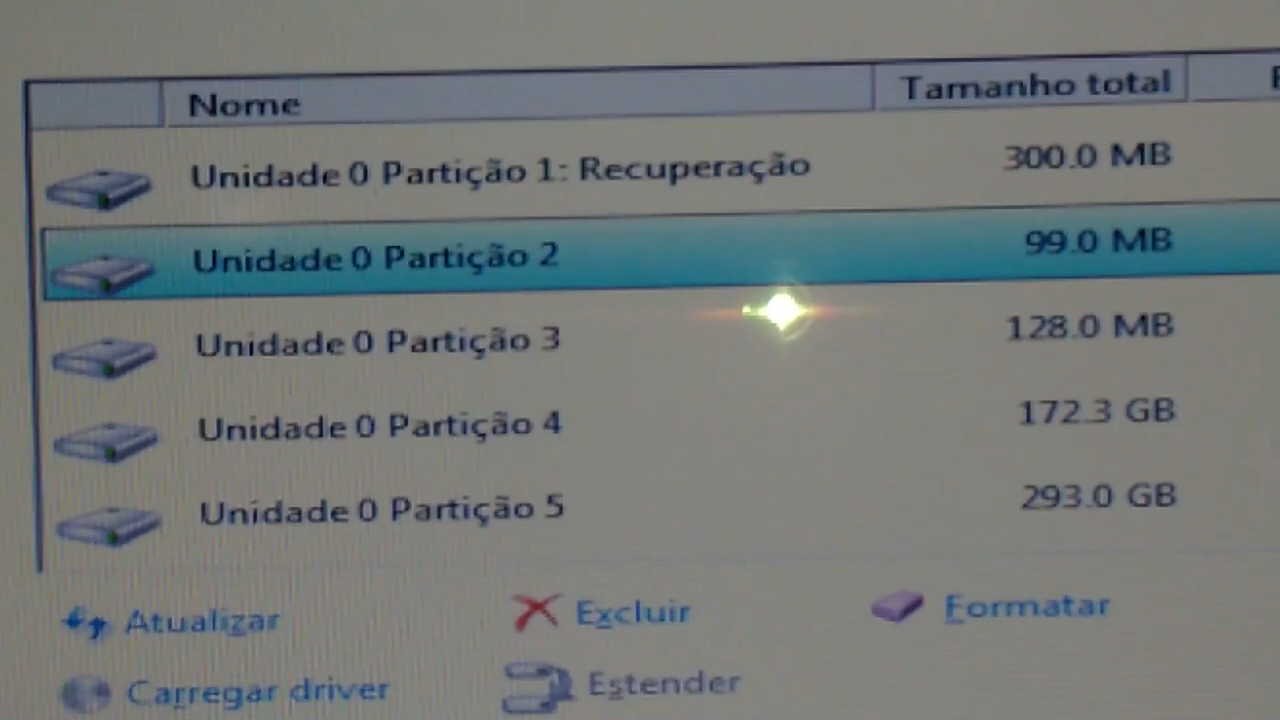 Nome Tamanho total
Unidade 0 Partição 1: Recuperação 300.0 MB
Unidade 0 Partição 2 99.0 MB
Unidade 0 Partição 3 128.0 MB
Unidade 0 Partição 4 172.3 GB
Unidade 0 Partição 5 293.0 GB
Atualizar Excluir Formatar
Carregar driver Estender